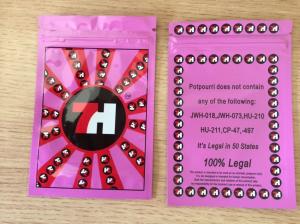 7H
Potpourri does not contain
any of the following:
JWH-018,JWH-073,HU-210
HU-211,CP-47,-497
It's Legal in 50 States
100% Legal